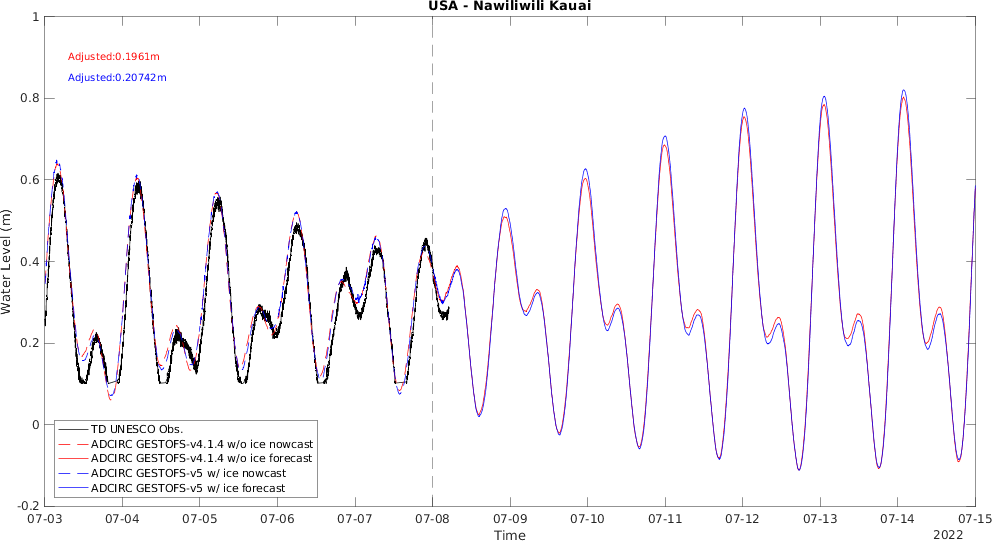 USA - Nawiliwili Kauai
1
Adjusted:0.1961m
Adjusted:0.20742m
0.8
0.6
0.4
0.2
0
-0.2
Water Level (m)
TD UNESCO Obs.
ADCIRC GESTOFS-v4.1.4 w/o ice nowcast
ADCIRC GESTOFS-v4.1.4 w/o ice forecast
ADCIRC GESTOFS-v5 w/ ice nowcast
ADCIRC GESTOFS-v5 w/ ice forecast
07-03 07-04 07-05 07-06 07-07 07-08 07-09 07-10 07-11 07-12 07-13 07-14 07-15
Time
2022